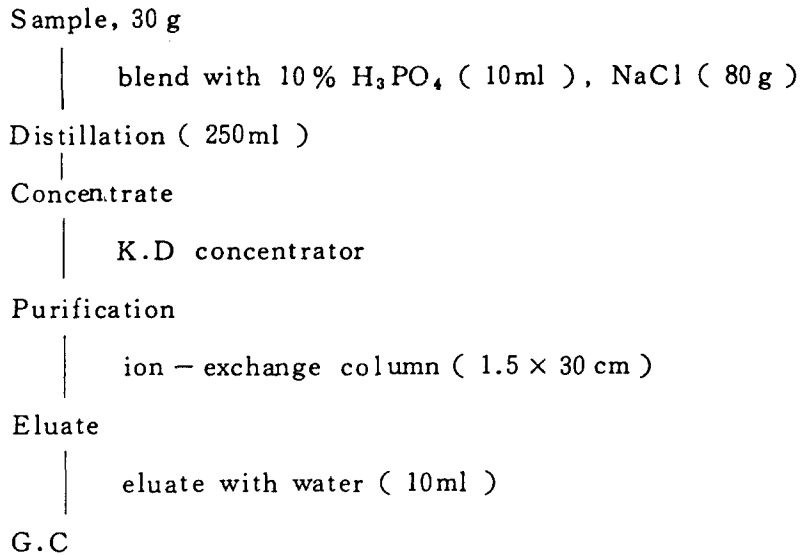 Sample, 30 g
blend with 10% H₃PO₄ ( 10ml ), NaCl ( 80g )
Distillation ( 250ml )
Concentrate
K.D concentrator
Purification
ion – exchange column ( 1.5 × 30 cm )
Eluate
eluate with water ( 10ml )
G.C